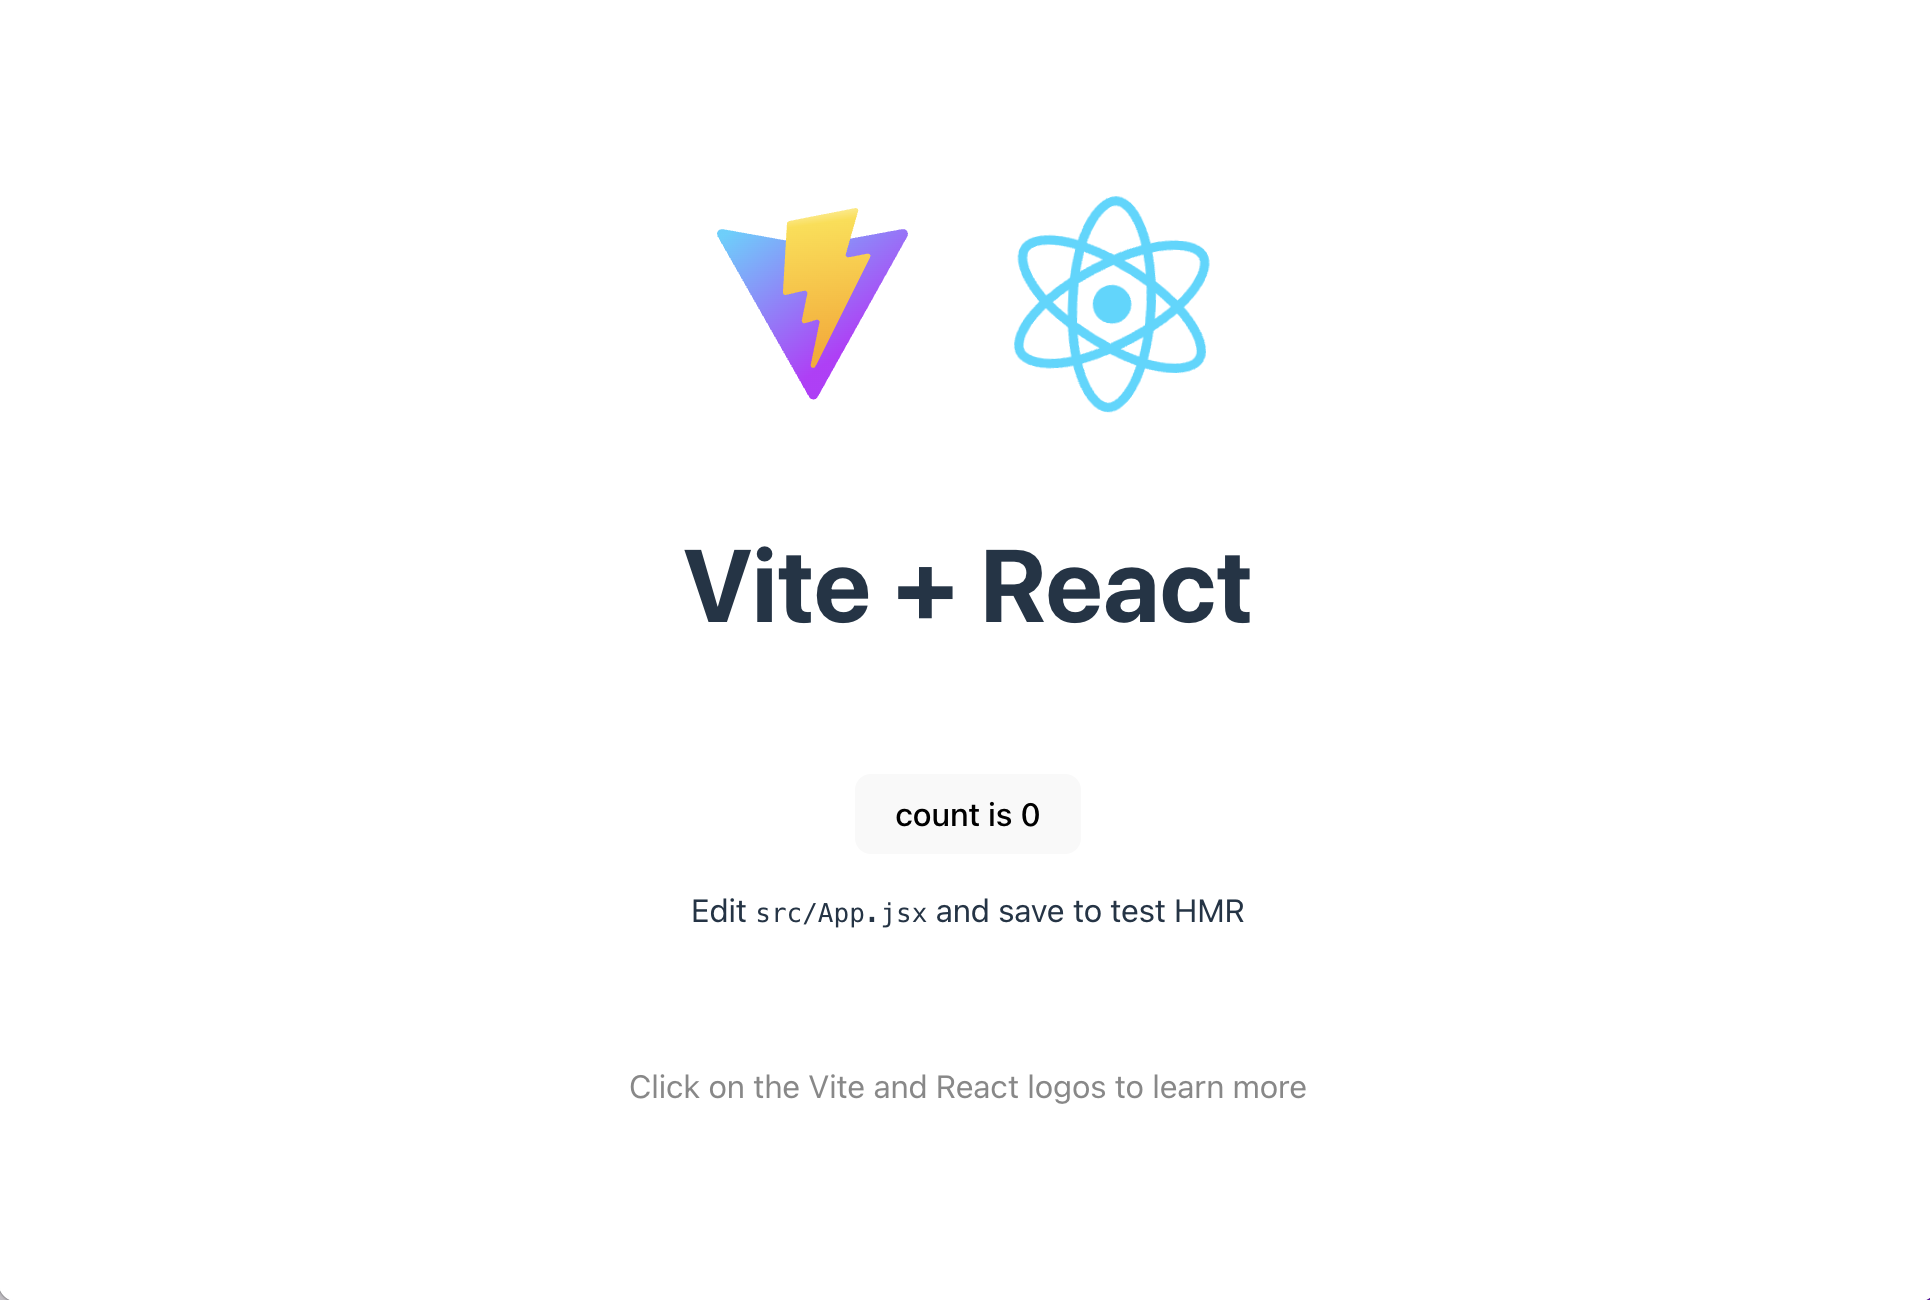 Vite + React
count is 0
Edit src/App.jsx and save to test HMR
Click on the Vite and React logos to learn more